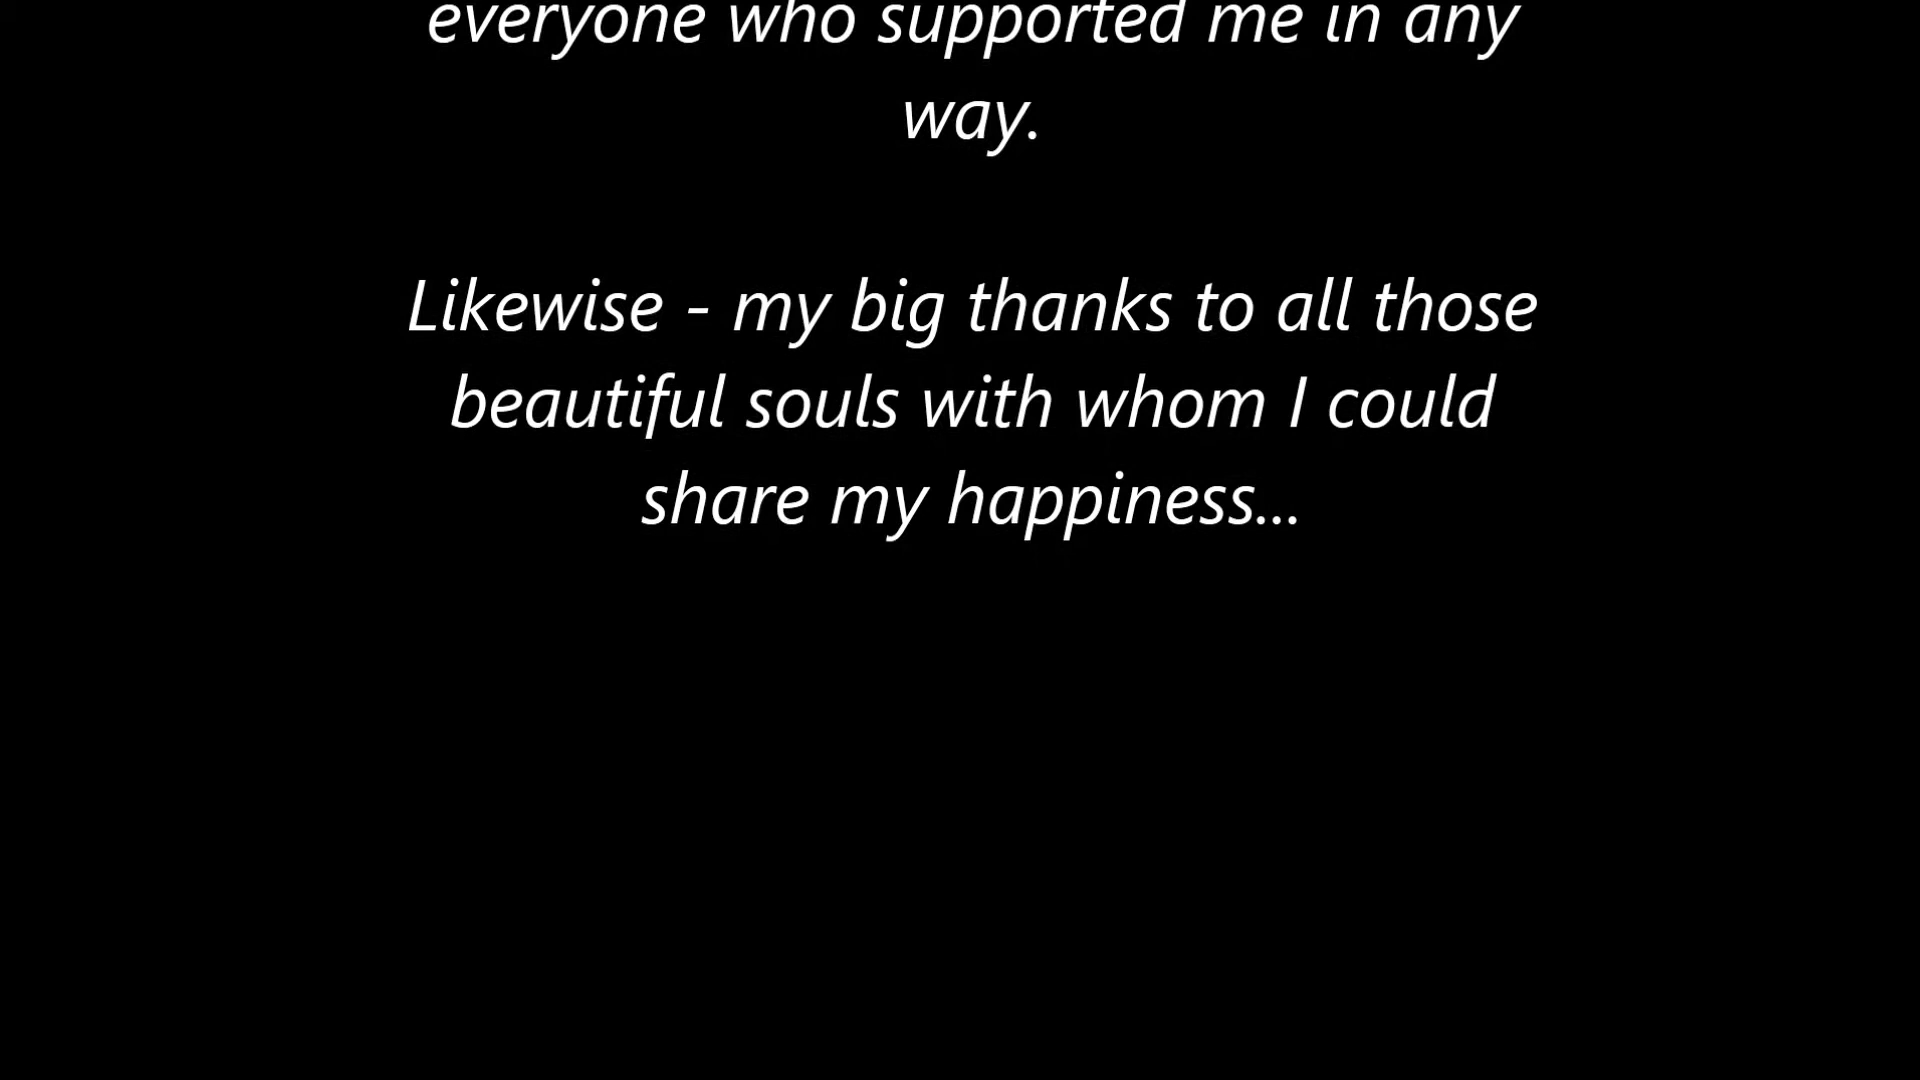 everyone who supported me in any
way.
Likewise - my big thanks to all those
beautiful souls with whom I could
share my happiness...